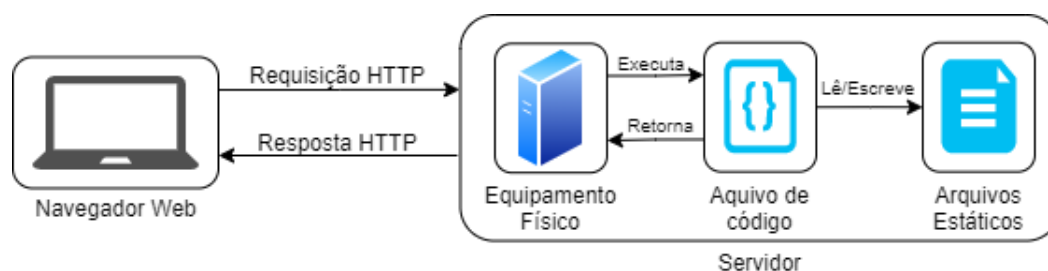 Requisição HTTP
Resposta HTTP
Navegador Web
Executa
Retorna
Lê/Escreve
Equipamento
Físico
Aquivo de
código
Arquivos
Estáticos
Servidor